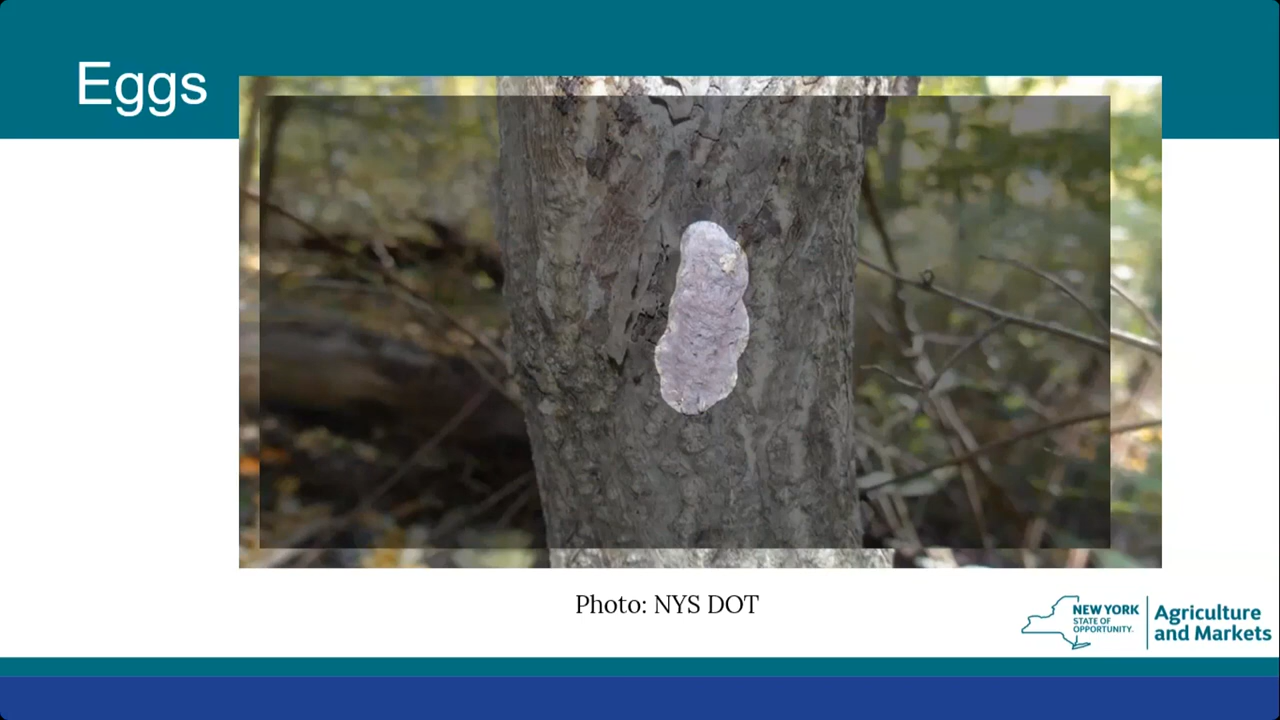 Eggs
Photo: NYS DOT
NEW YORK
STATE OF
OPPORTUNITY.
Agriculture
and Markets